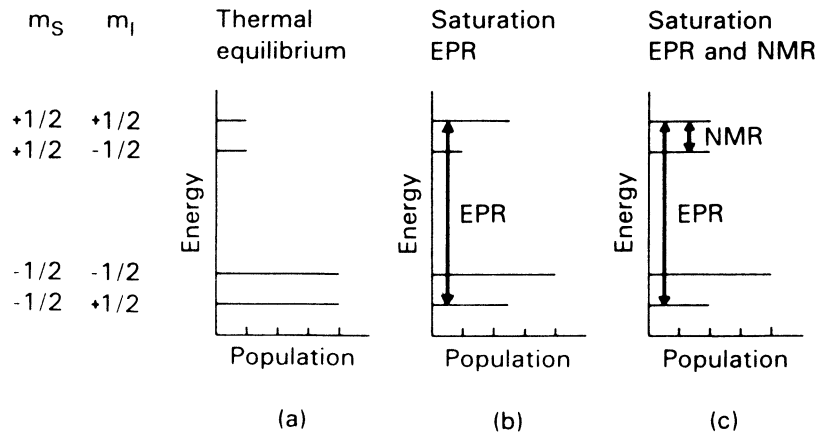 m_S m_I Thermal equilibrium Saturation EPR Saturation EPR and NMR
+1/2 +1/2
+1/2 -1/2
-1/2 -1/2
-1/2 +1/2
Energy
Population
(a)
Energy
EPR
Population
(b)
Energy
NMR
EPR
Population
(c)